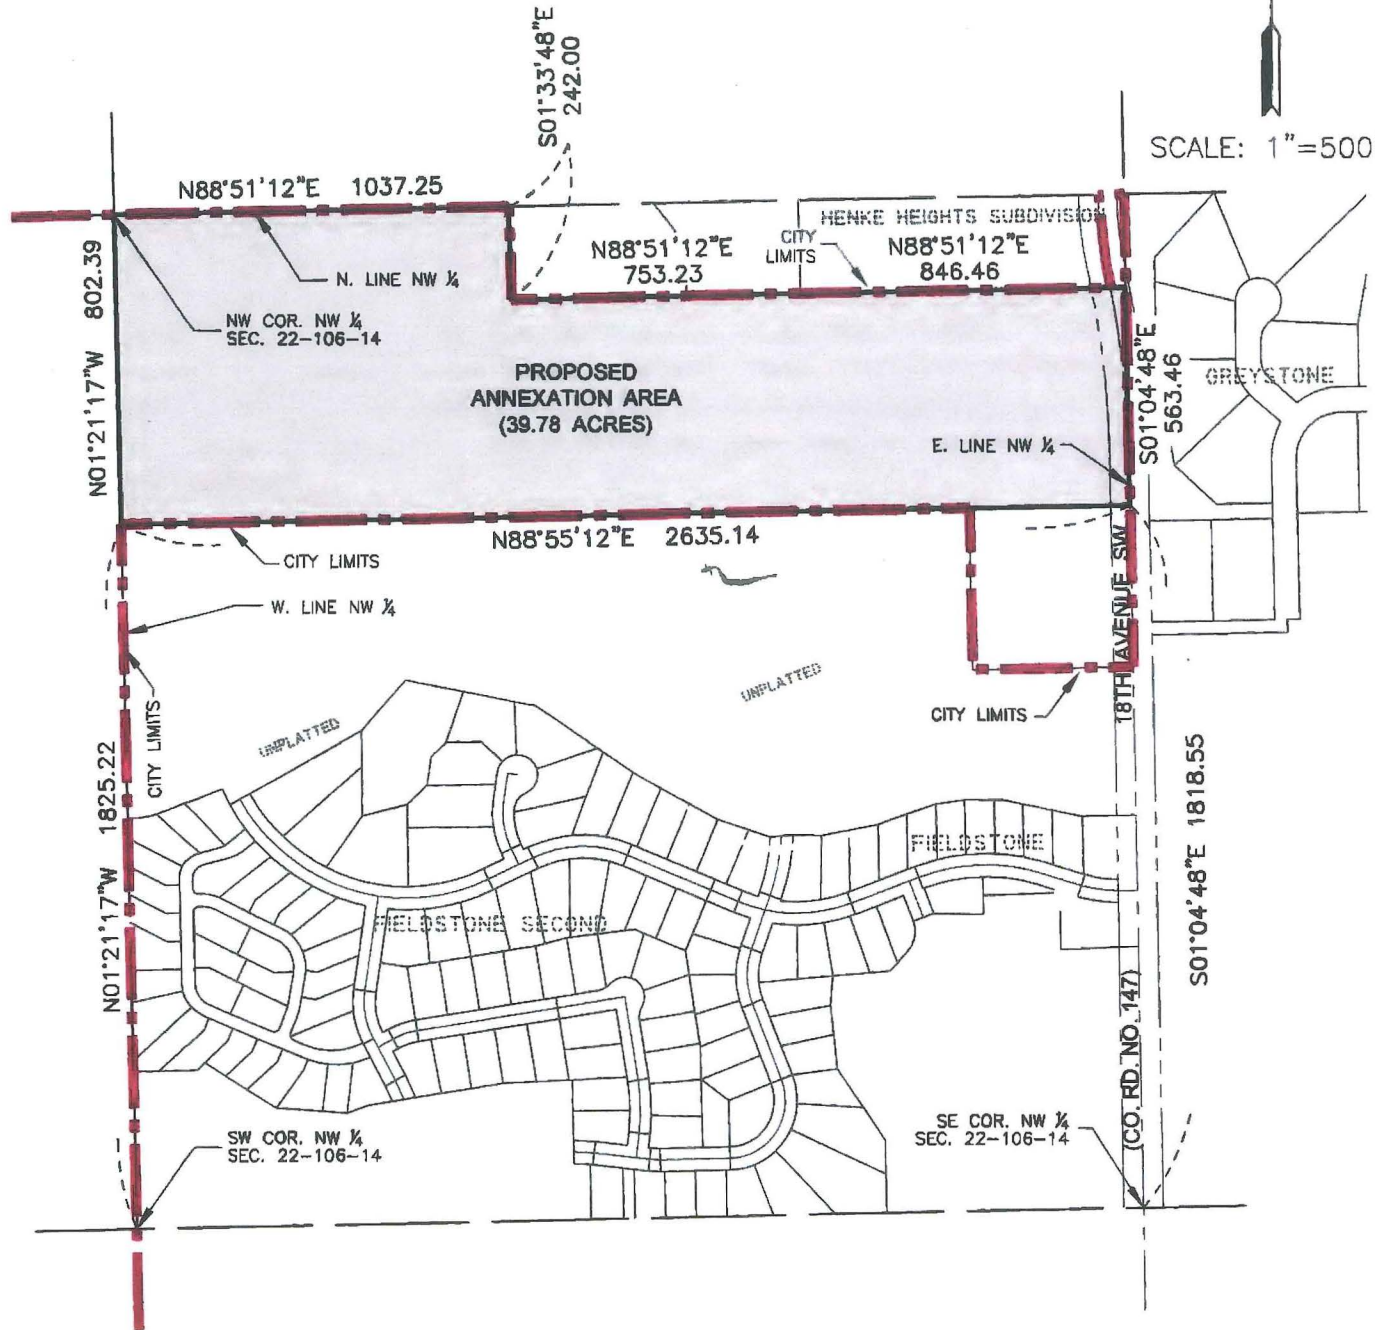 S01°33'48"E
242.00
SCALE: 1"=500
N88°51'12"E 1037.25
HENKE HEIGHTS SUBDIVISION
N88°51'12"E
753.23
CITY
LIMITS
N88°51'12"E
846.46
N. LINE NW ¼
NW COR. NW ¼
SEC. 22-106-14
N01°21'17"W 802.39
PROPOSED
ANNEXATION AREA
(39.78 ACRES)
S01°04'48"E
563.46
GREYSTONE
E. LINE NW ¼
N88°55'12"E 2635.14
CITY LIMITS
W. LINE NW ¼
CITY LIMITS
18TH AVENUE SW
UNPLATTED
UNPLATTED
CITY LIMITS
N01°21'17"W 1825.22
S01°04'48"E 1818.55
FIELDSTONE
FIELDSTONE SECOND
(CO. RD. NO. 147)
SW COR. NW ¼
SEC. 22-106-14
SE COR. NW ¼
SEC. 22-106-14